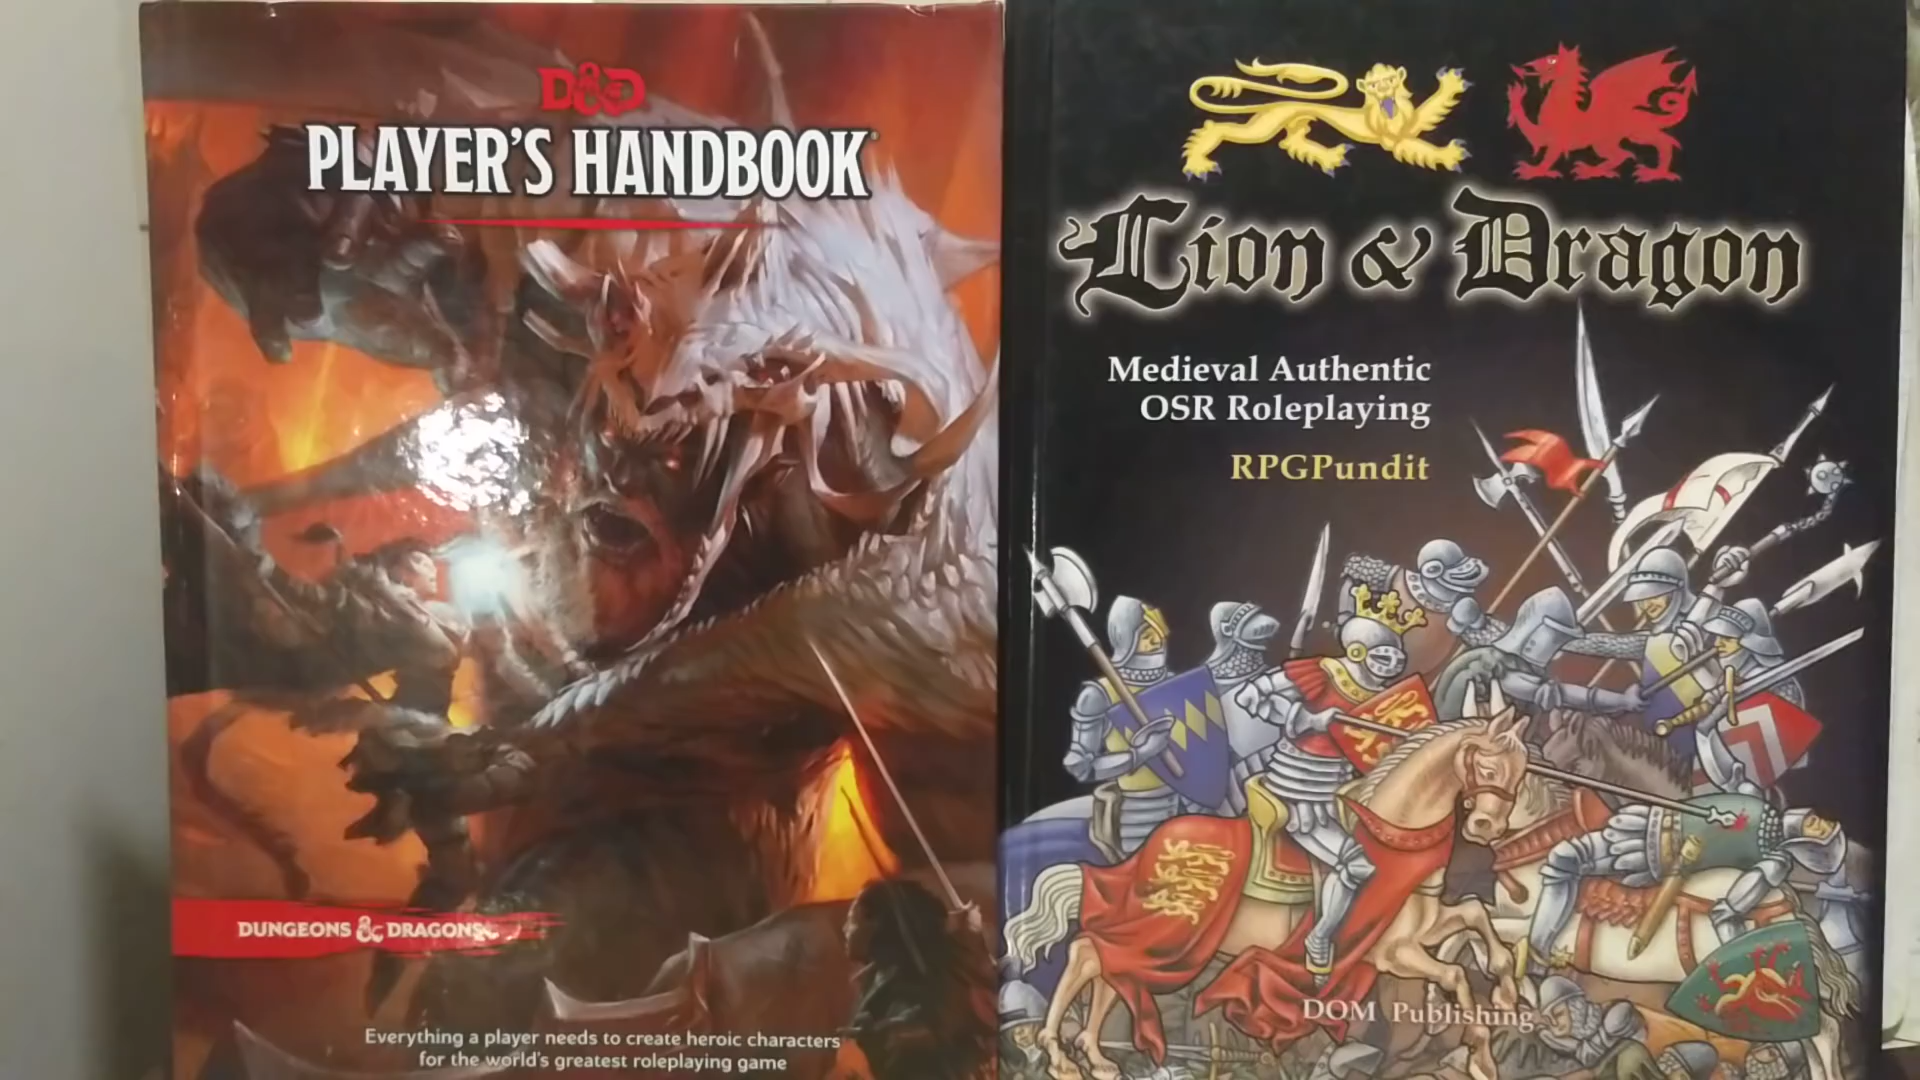 D&D
PLAYER'S HANDBOOK
DUNGEONS & DRAGONS
Everything a player needs to create heroic characters
for the world's greatest roleplaying game
Lion & Dragon
Medieval Authentic
OSR Roleplaying
RPGPundit
DOM Publishing